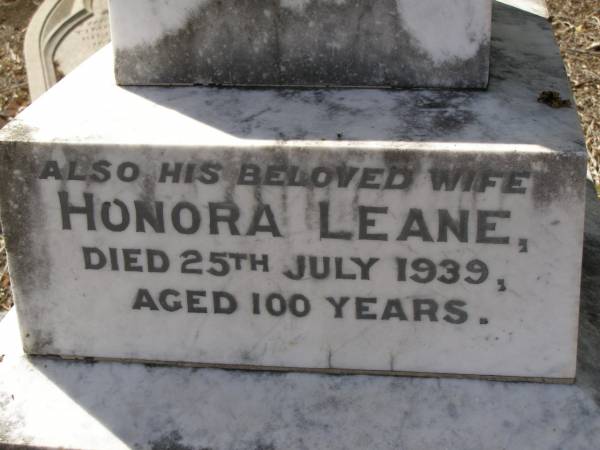 ALSO HIS BELOVED WIFE
HONORA LEANE,
DIED 25TH JULY 1939,
AGED 100 YEARS.